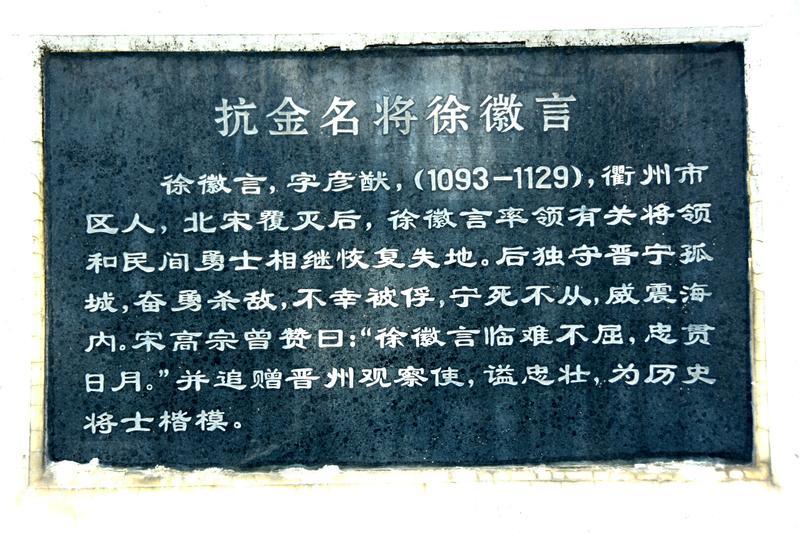 抗金名将徐徽言
徐徽言，字彦猷，(1093－1129)，衢州市
区人，北宋覆灭后，徐徽言率领有关将领
和民间勇士相继恢复失地。后独守晋宁孤
城，奋勇杀敌，不幸被俘，宁死不从，威震海
内。宋高宗曾赞曰：“徐徽言临难不屈，忠贯
日月。”并追赠晋州观察使，谥忠壮，为历史
将士楷模。